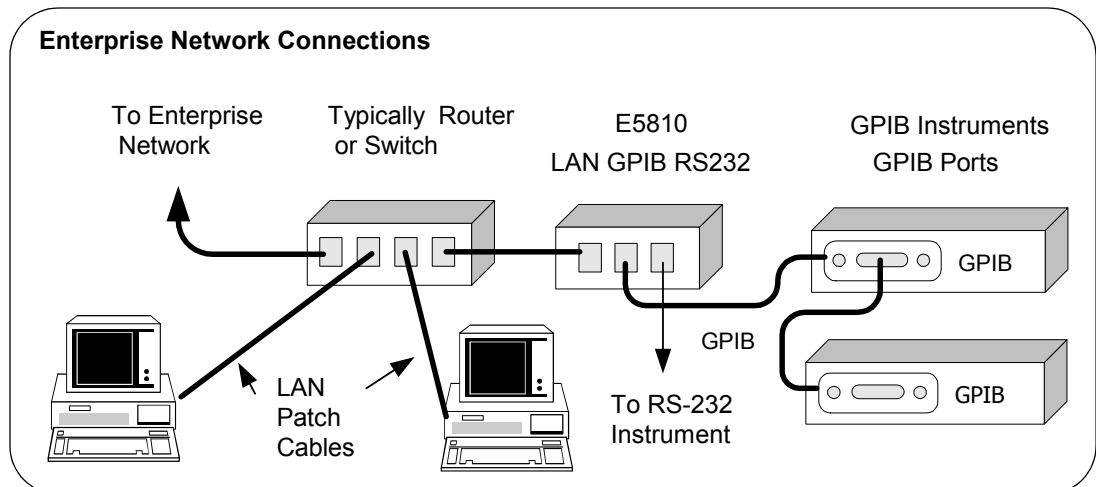 Enterprise Network Connections
To Enterprise
Network
Typically Router
or Switch
E5810
LAN GPIB RS232
GPIB Instruments
GPIB Ports
GPIB
GPIB
GPIB
LAN
Patch
Cables
To RS-232
Instrument